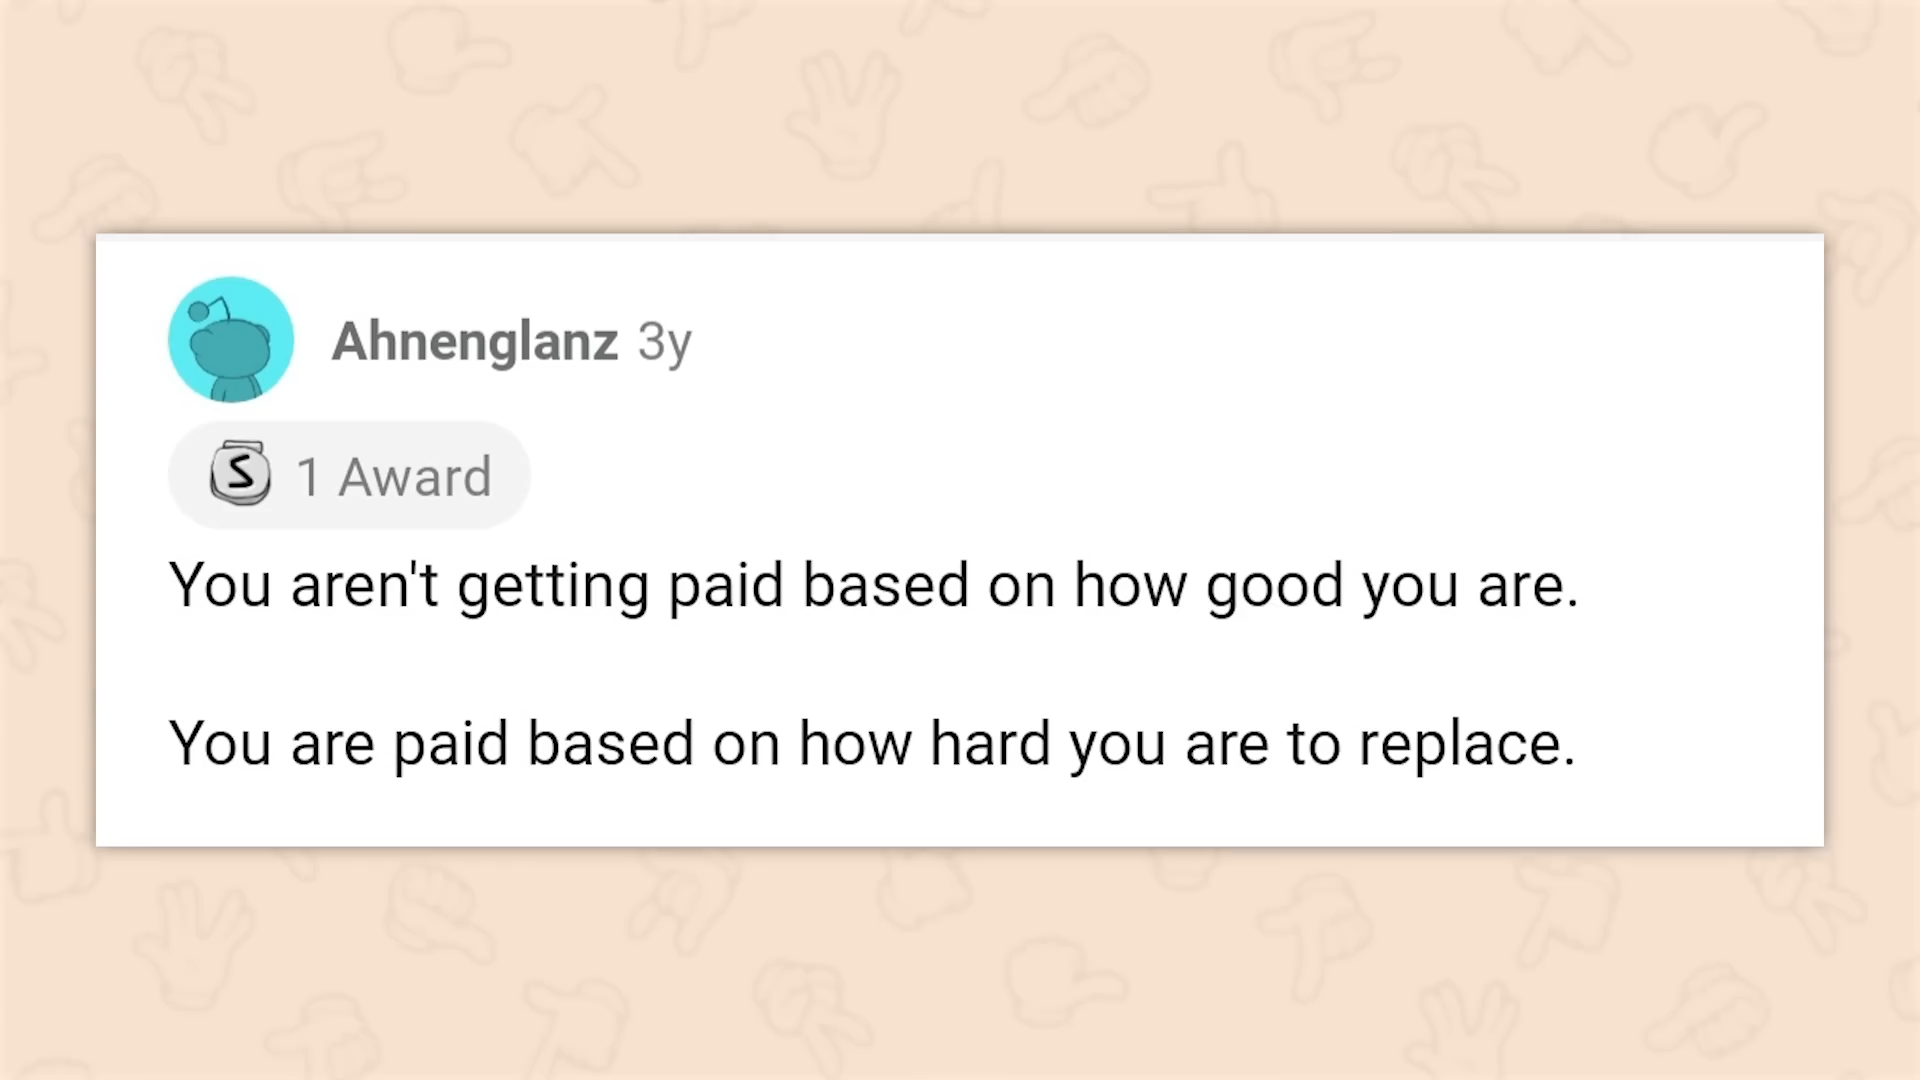 Ahnenglanz 3y
S 1 Award
You aren't getting paid based on how good you are.
You are paid based on how hard you are to replace.